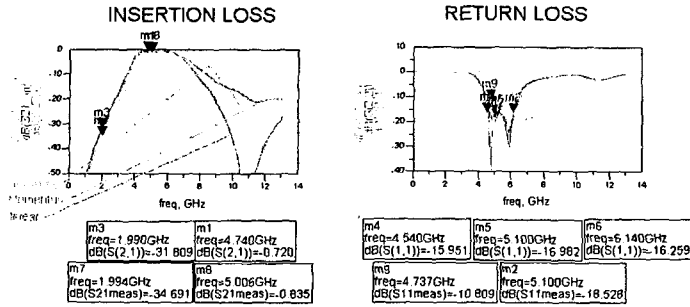 INSERTION LOSS
RETURN LOSS
m8
m3
0
-10
-20
-30
-40
-50
0 2 4 6 8 10 12 14
freq, GHz
Momentum
linear
m9
10
0
-10
-20
-30
-40
0 2 4 6 8 10 12 14
freq, GHz
m3
freq=1.990GHz
dB(S(2,1))=-31.809
m1
freq=4.740GHz
dB(S(2,1))=-0.720
m7
freq=1.994GHz
dB(S21meas)=-34.691
m8
freq=5.006GHz
dB(S21meas)=-0.835
m4
freq=4.540GHz
dB(S(1,1))=-15.951
m5
freq=5.100GHz
dB(S(1,1))=-16.982
m6
freq=6.140GHz
dB(S(1,1))=-16.259
m9
freq=4.737GHz
dB(S11meas)=-10.809
m2
freq=5.100GHz
dB(S11meas)=-18.528